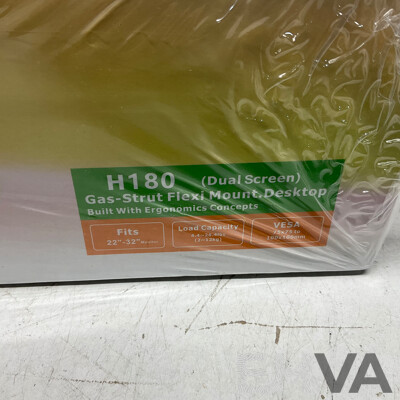 H180 (Dual Screen)
Gas-Strut Flexi Mount.Desktop
Built With Ergonomics Concepts
Fits
22"-32"
Load Capacity
VESA
VA